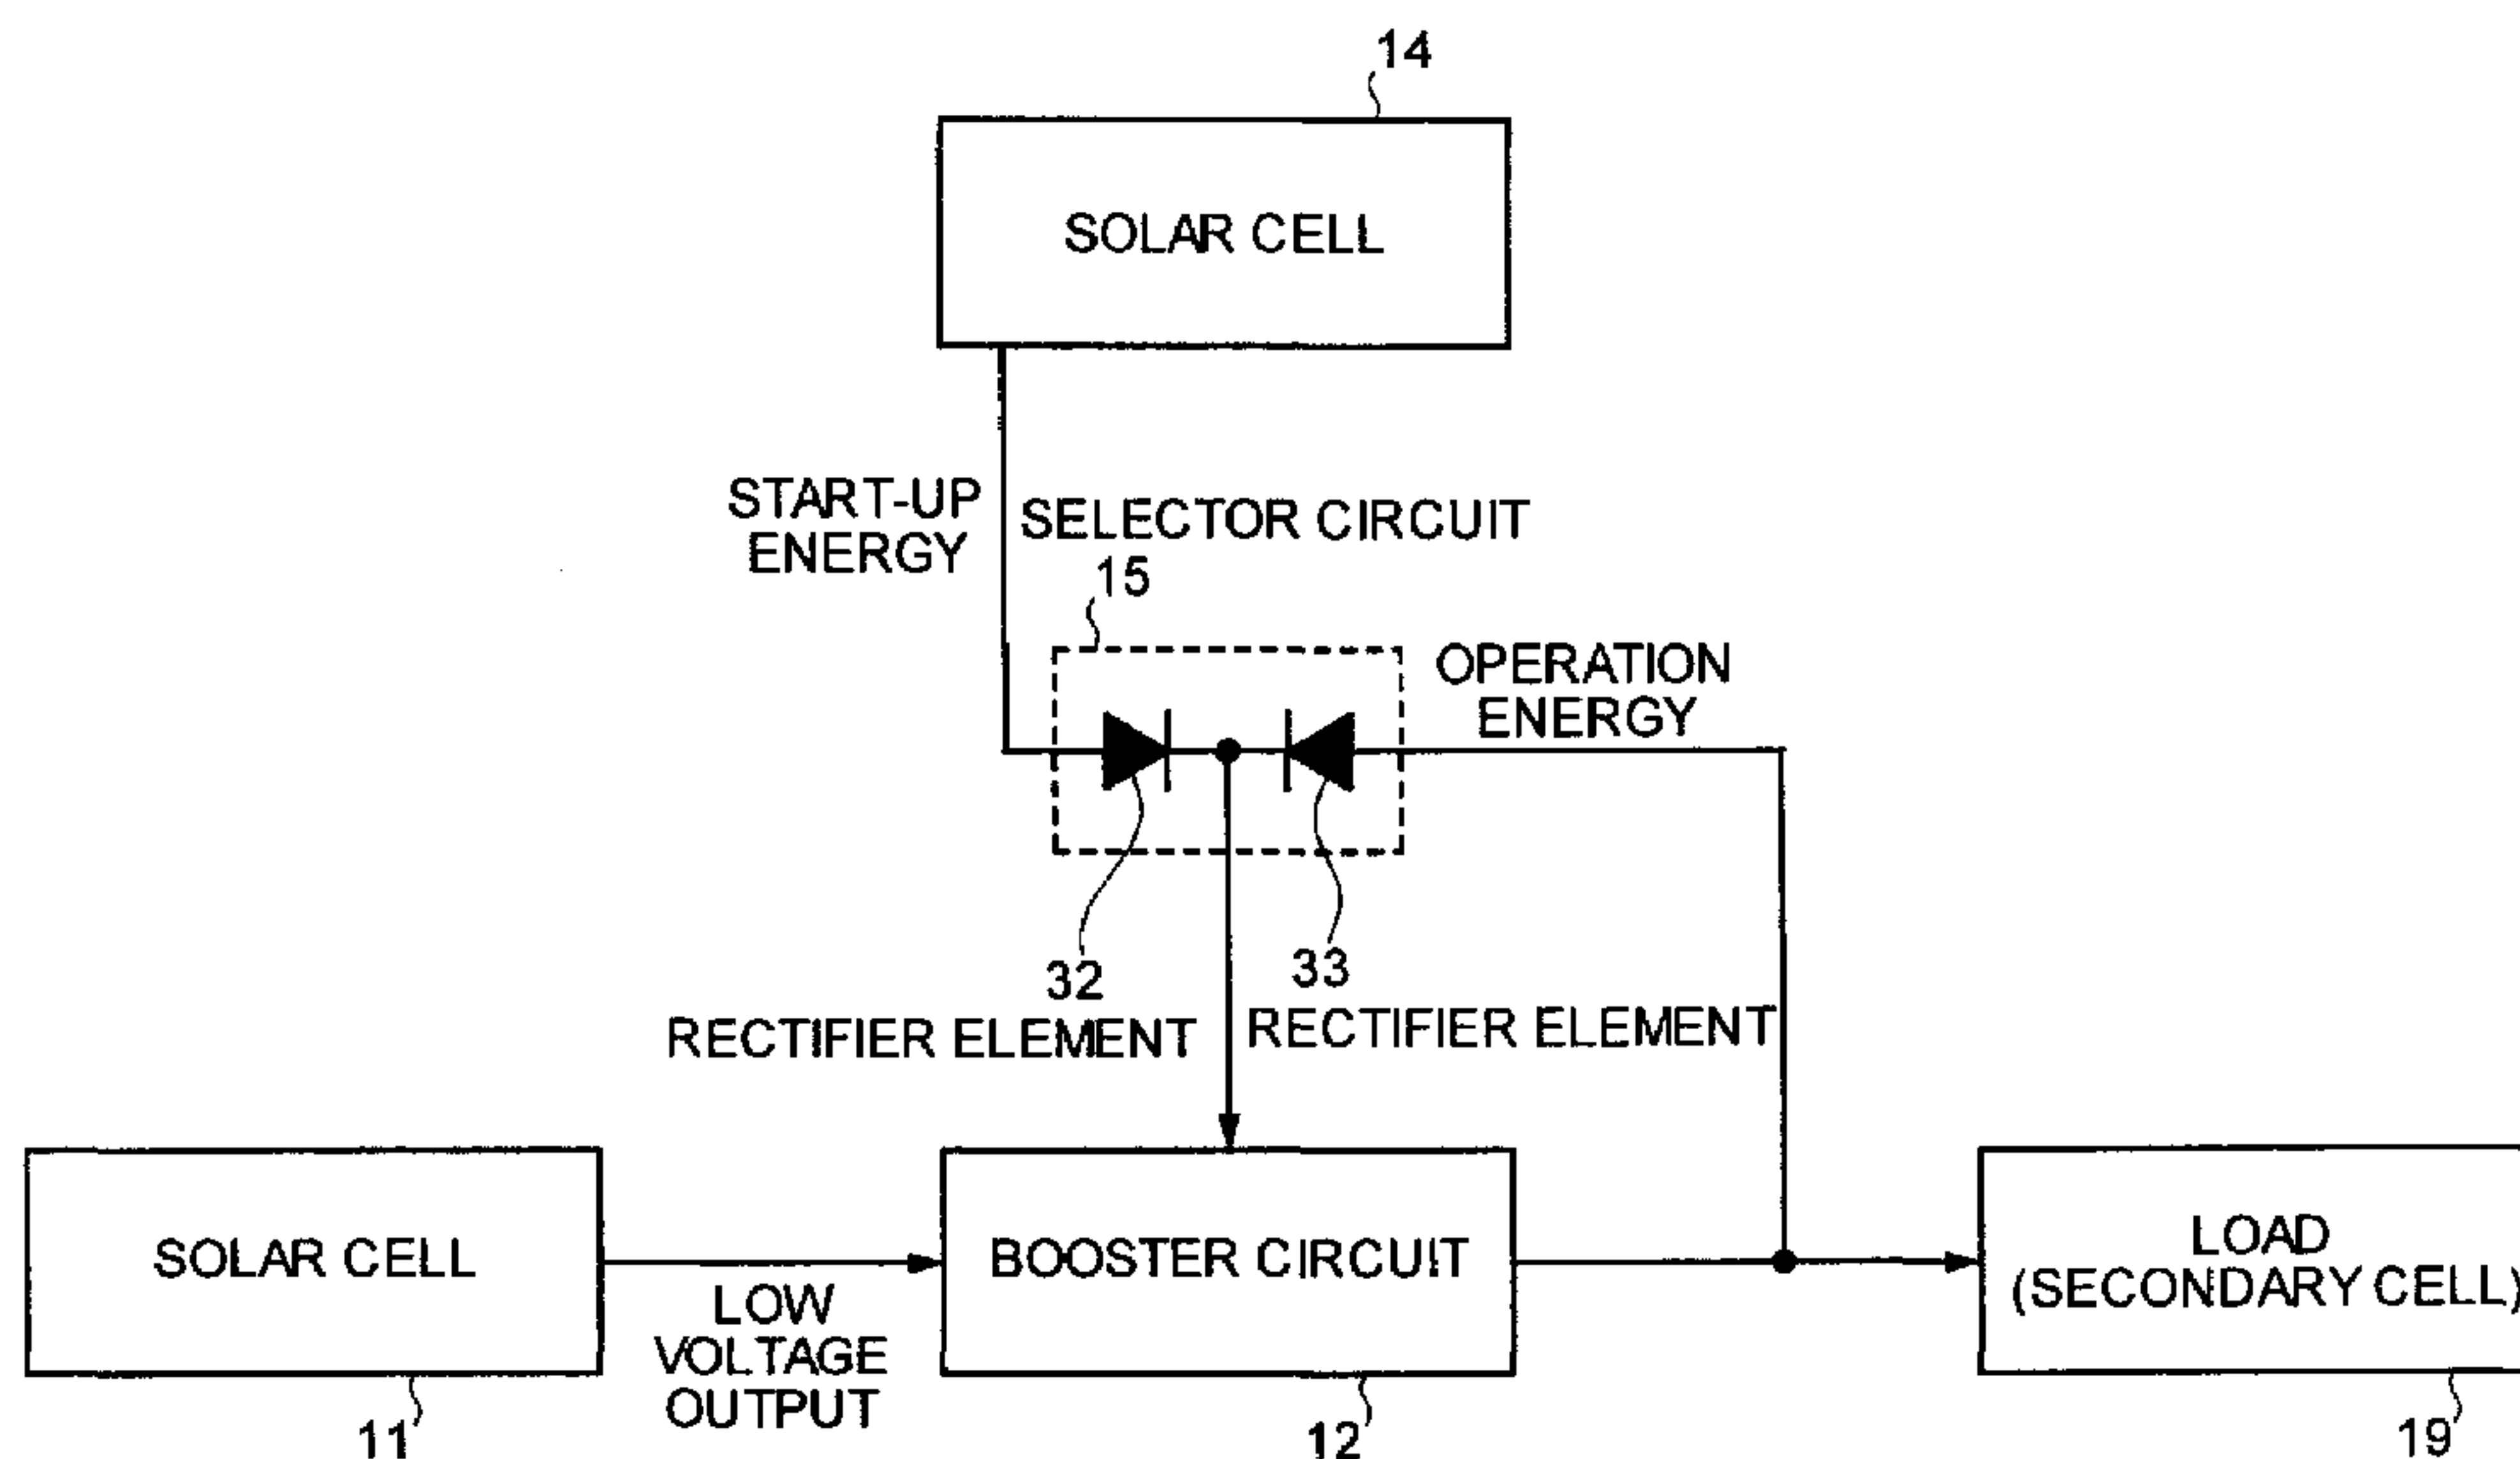 14
SOLAR CELL
START-UP
ENERGY
SELECTOR CIRCUIT
15
OPERATION
ENERGY
32
RECTIFIER ELEMENT
33
RECTIFIER ELEMENT
SOLAR CELL
11
LOW
VOLTAGE
OUTPUT
BOOSTER CIRCUIT
12
LOAD
(SECONDARY CELL)
19